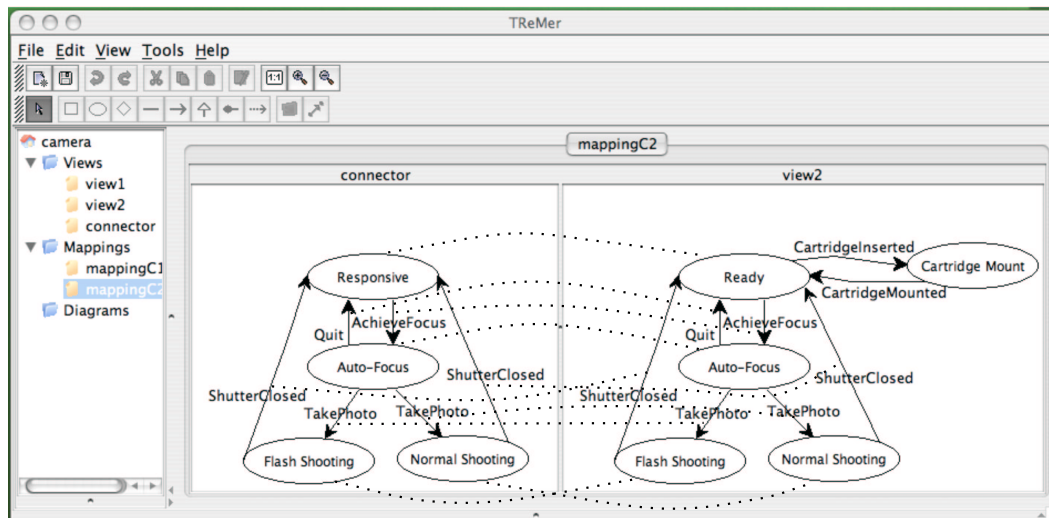 TReMer
File Edit View Tools Help
1:1
camera
Views
view1
view2
connector
Mappings
mappingC1
mappingC2
Diagrams
mappingC2
connector
view2
Responsive
AchieveFocus
Quit
Auto-Focus
ShutterClosed
ShutterClosed
TakePhoto
TakePhoto
Flash Shooting
Normal Shooting
CartridgeInserted
Ready
Cartridge Mount
CartridgeMounted
AchieveFocus
Quit
Auto-Focus
ShutterClosed
ShutterClosed
TakePhoto
TakePhoto
Flash Shooting
Normal Shooting